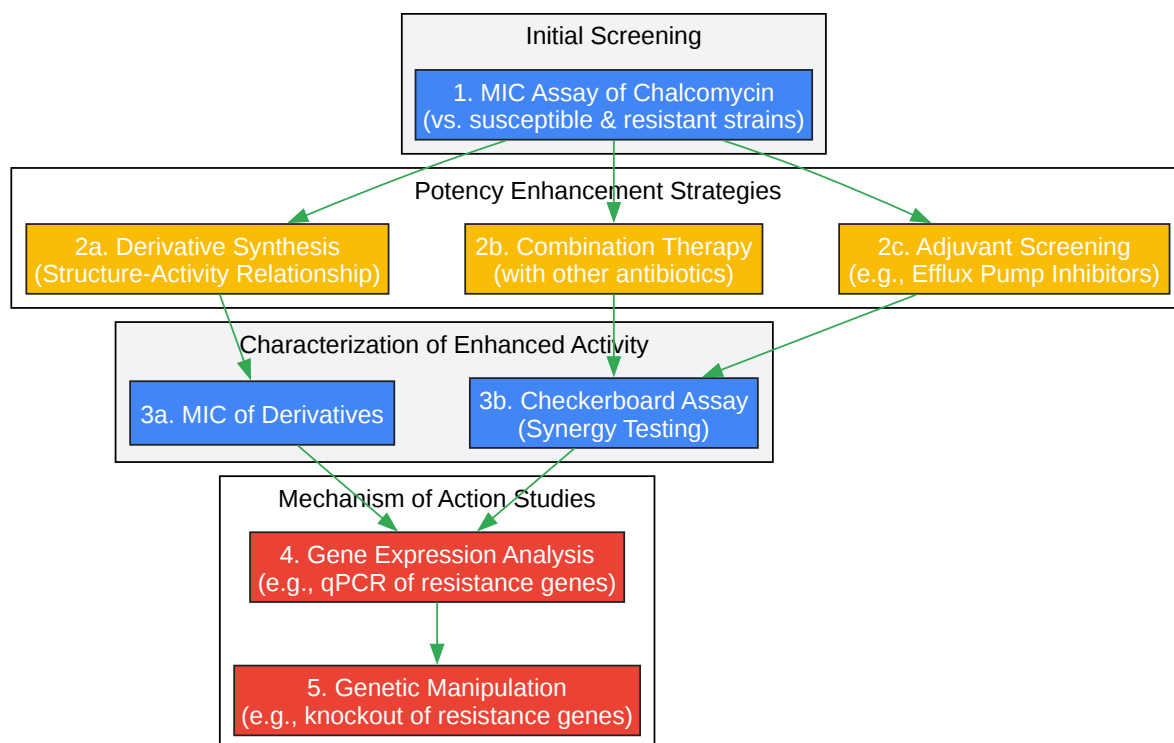 Initial Screening
1. MIC Assay of Chalcomycin
(vs. susceptible & resistant strains)
Potency Enhancement Strategies
2a. Derivative Synthesis
(Structure-Activity Relationship)
2b. Combination Therapy
(with other antibiotics)
2c. Adjuvant Screening
(e.g., Efflux Pump Inhibitors)
Characterization of Enhanced Activity
3a. MIC of Derivatives
3b. Checkerboard Assay
(Synergy Testing)
Mechanism of Action Studies
4. Gene Expression Analysis
(e.g., qPCR of resistance genes)
5. Genetic Manipulation
(e.g., knockout of resistance genes)